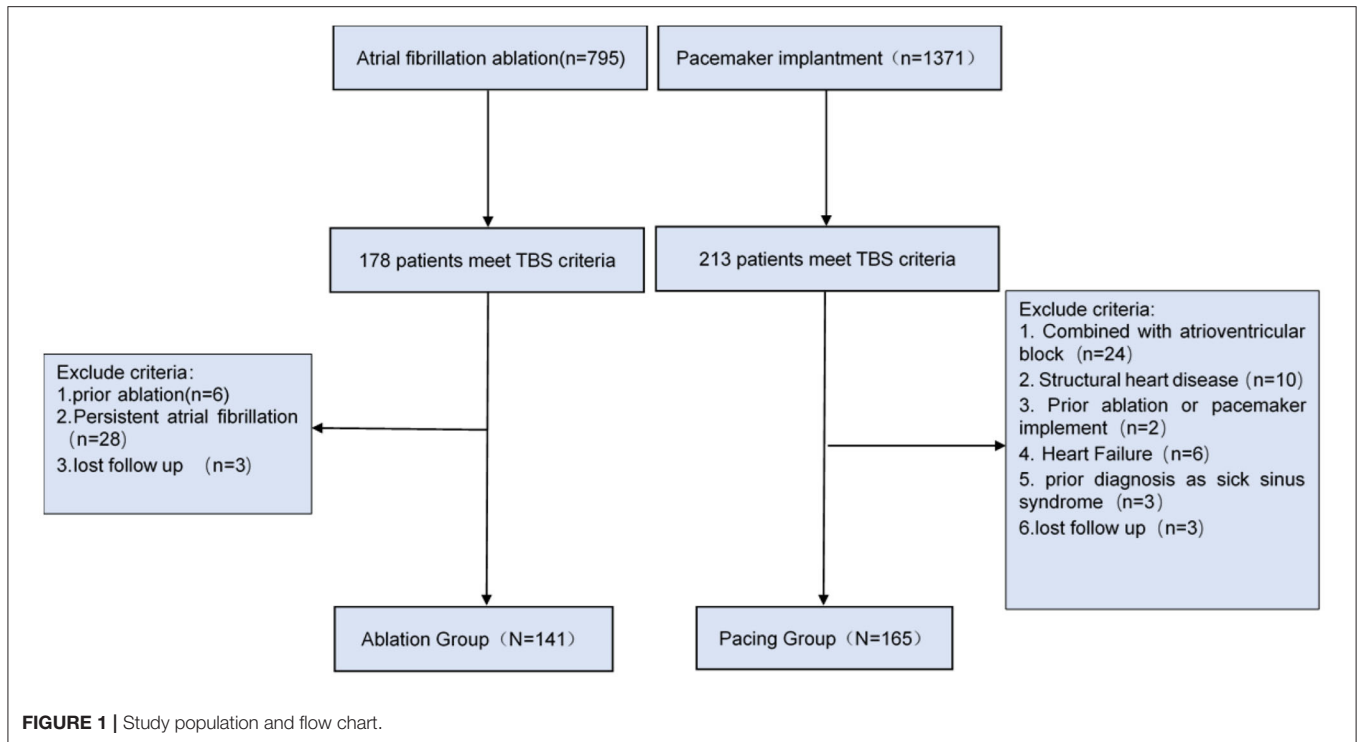 Atrial fibrillation ablation(n=795)
Pacemaker implantment（n=1371）
178 patients meet TBS criteria
213 patients meet TBS criteria
Exclude criteria:
1.prior ablation(n=6)
2.Persistent atrial fibrillation
（n=28)
3.lost follow up （n=3)
Exclude criteria:
1. Combined with atrioventricular
block（n=24)
2. Structural heart disease（n=10)
3. Prior ablation or pacemaker
implement（n=2)
4. Heart Failure（n=6)
5. prior diagnosis as sick sinus
syndrome（n=3）
6.lost follow up（n=3)
Ablation Group（N=141）
Pacing Group（N=165）
FIGURE 1 | Study population and flow chart.